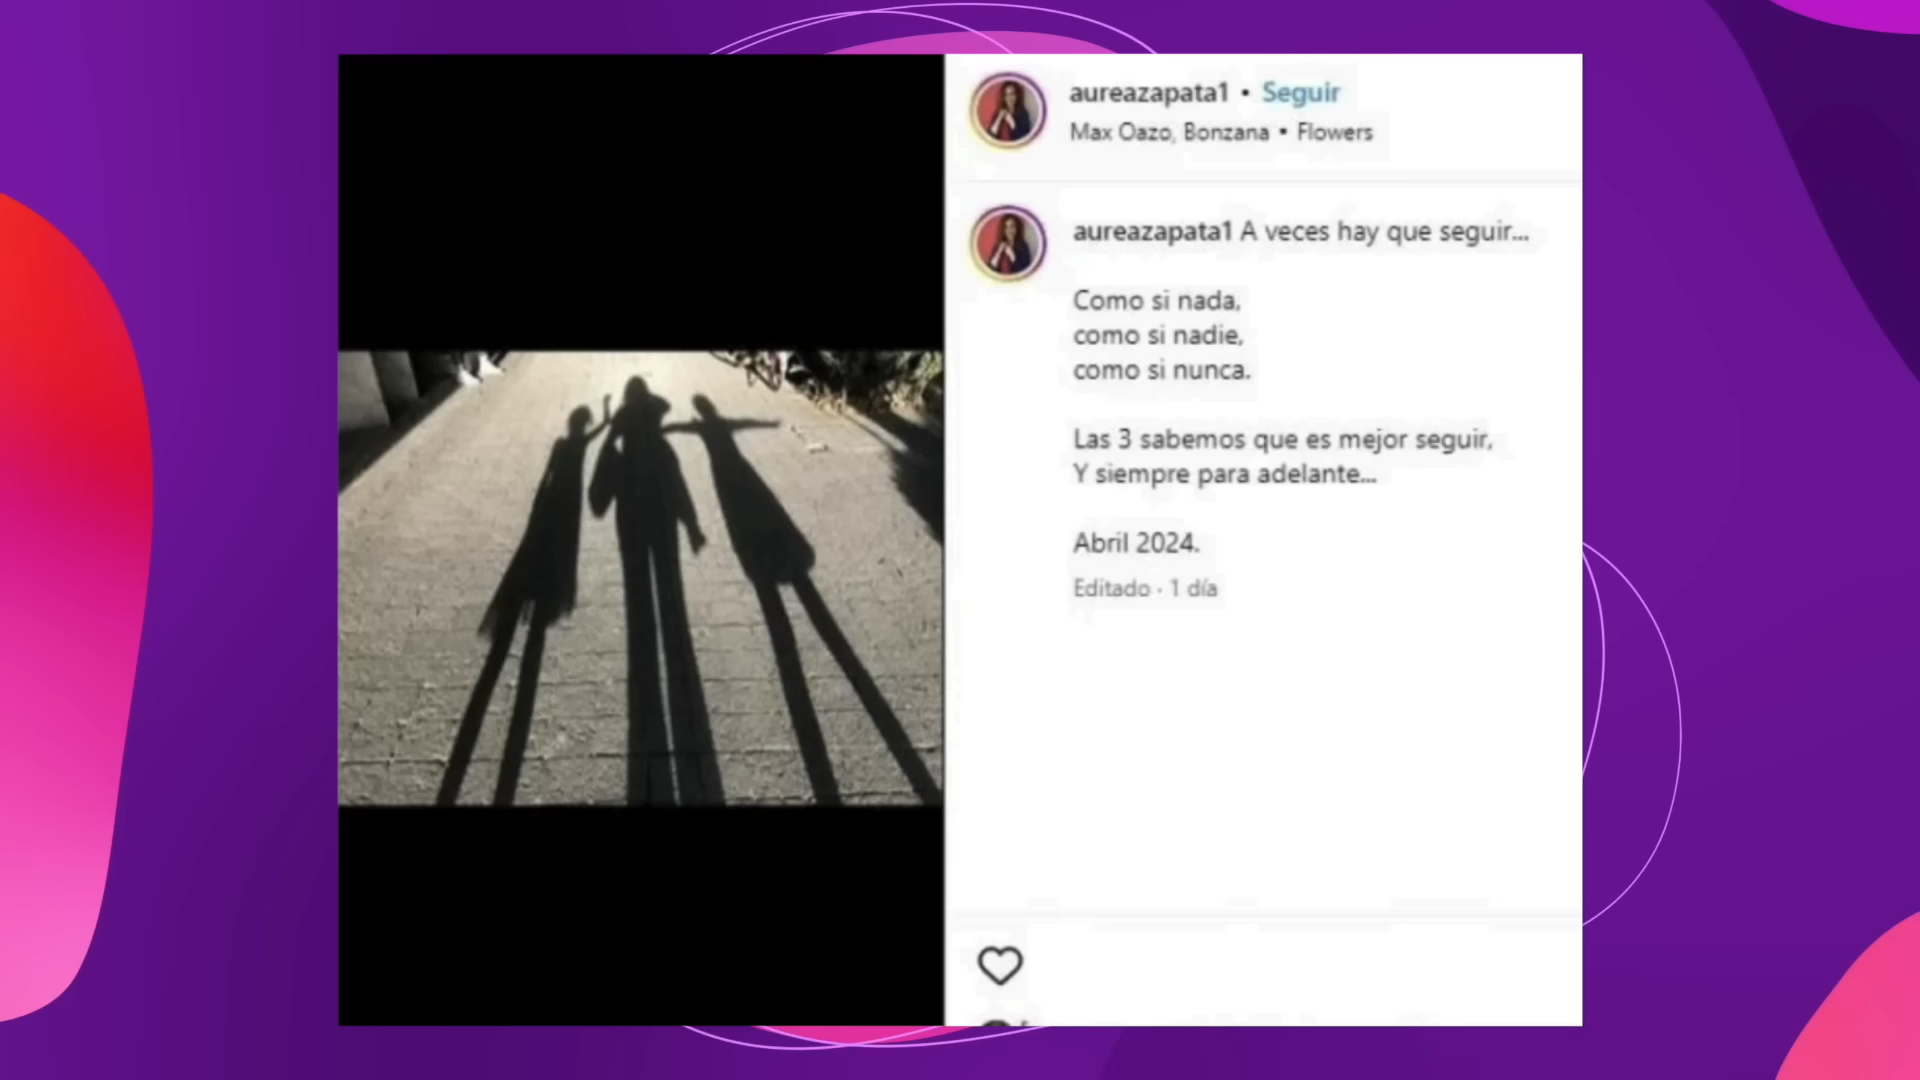 aureazapata1 • Seguir
Max Oazo, Bonzana • Flowers
aureazapata1 A veces hay que seguir...
Como si nada,
como si nadie,
como si nunca.
Las 3 sabemos que es mejor seguir,
Y siempre para adelante...
Abril 2024.
Editado · 1 día